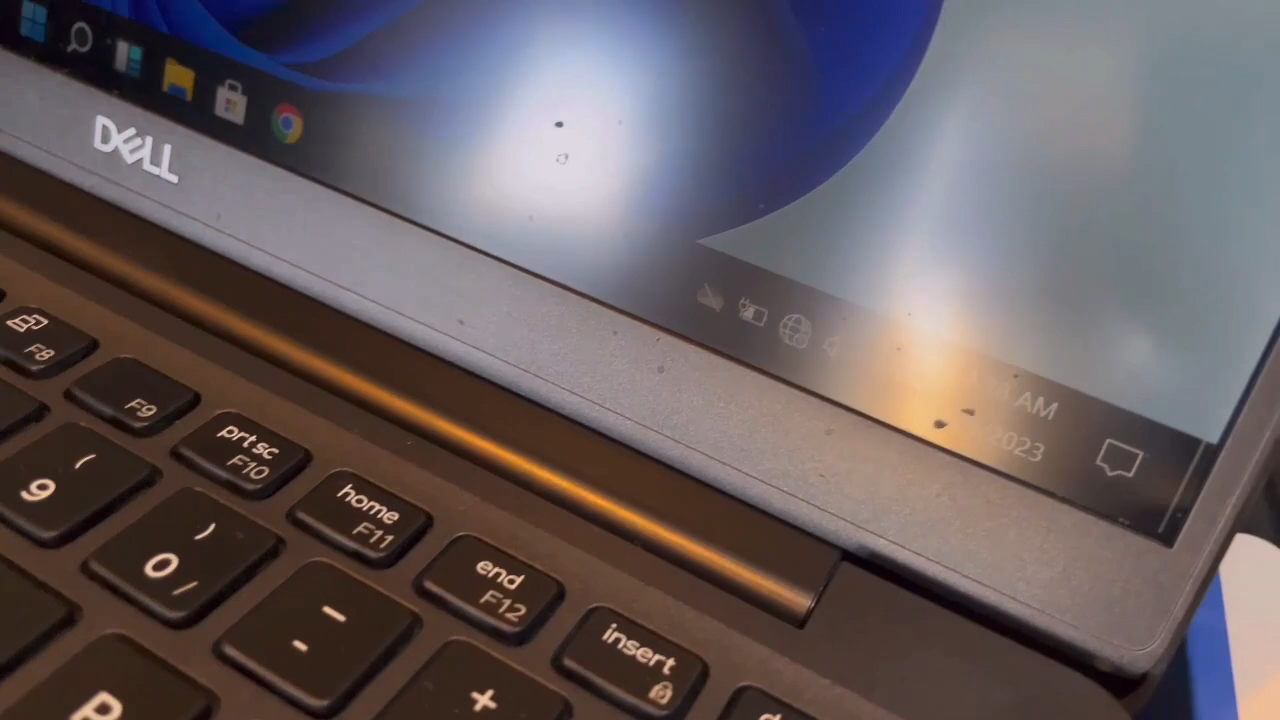 DELL
AM
2023
F8
F9
prt sc
F10
home
F11
end
F12
insert
( 
9
)
0 /
_
-
+
P